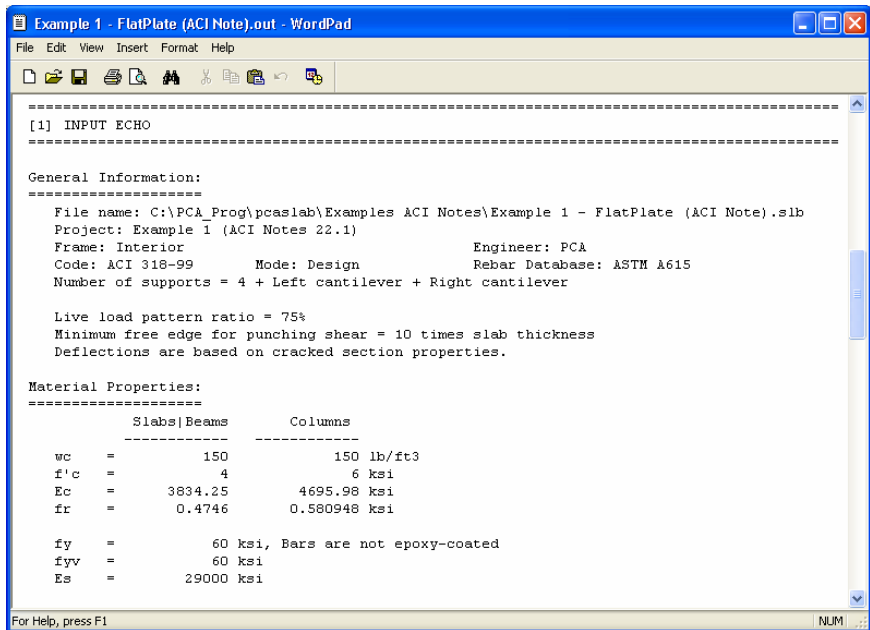 Example 1 - FlatPlate (ACI Note).out - WordPad
File Edit View Insert Format Help
==============================================================================================
[1] INPUT ECHO
==============================================================================================
General Information:
====================
File name: C:\PCA_Prog\pcaslab\Examples ACI Notes\Example 1 - FlatPlate (ACI Note).slb
Project: Example 1 (ACI Notes 22.1)
Frame: Interior Engineer: PCA
Code: ACI 318-99 Mode: Design Rebar Database: ASTM A615
Number of supports = 4 + Left cantilever + Right cantilever
Live load pattern ratio = 75%
Minimum free edge for punching shear = 10 times slab thickness
Deflections are based on cracked section properties.
Material Properties:
====================
Slabs|Beams Columns
------------ ------------
wc = 150 150 lb/ft3
f'c = 4 6 ksi
Ec = 3834.25 4695.98 ksi
fr = 0.4746 0.580948 ksi
fy = 60 ksi, Bars are not epoxy-coated
fyv = 60 ksi
Es = 29000 ksi
For Help, press F1 NUM